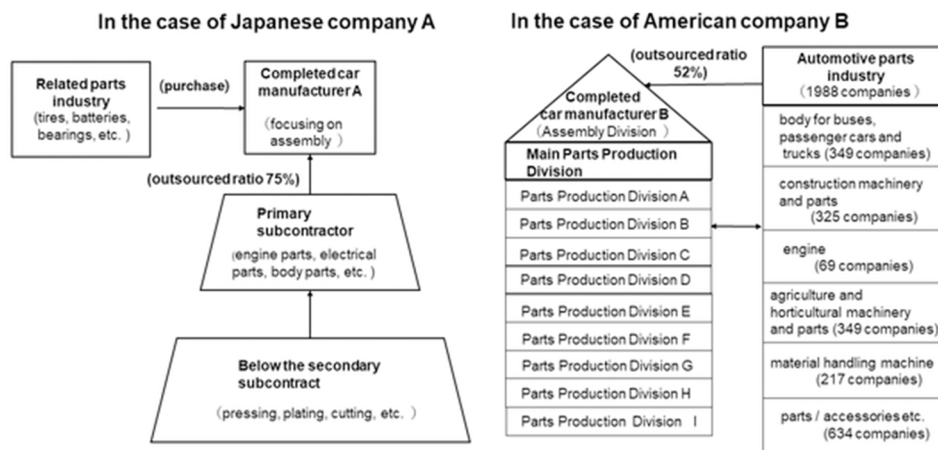 In the case of Japanese company A
Related parts
industry
(tires, batteries,
bearings, etc. )
(purchase)
Completed car
manufacturer A
(focusing on
assembly )
(outsourced ratio 75%)
Primary
subcontractor
(engine parts, electrical
parts, body parts, etc. )
Below the secondary
subcontract
(pressing, plating, cutting, etc. )
In the case of American company B
(outsourced ratio
52%)
Completed
car manufacturer B
(Assembly Division )
Main Parts Production
Division
Parts Production Division A
Parts Production Division B
Parts Production Division C
Parts Production Division D
Parts Production Division E
Parts Production Division F
Parts Production Division G
Parts Production Division H
Parts Production Division I
Automotive parts
industry
(1988 companies )
body for buses,
passenger cars and
trucks (349 companies)
construction machinery
and parts
(325 companies)
engine
(69 companies)
agriculture and
horticultural machinery
and parts (349 companies)
material handling machine
(217 companies)
parts / accessories etc.
(634 companies)